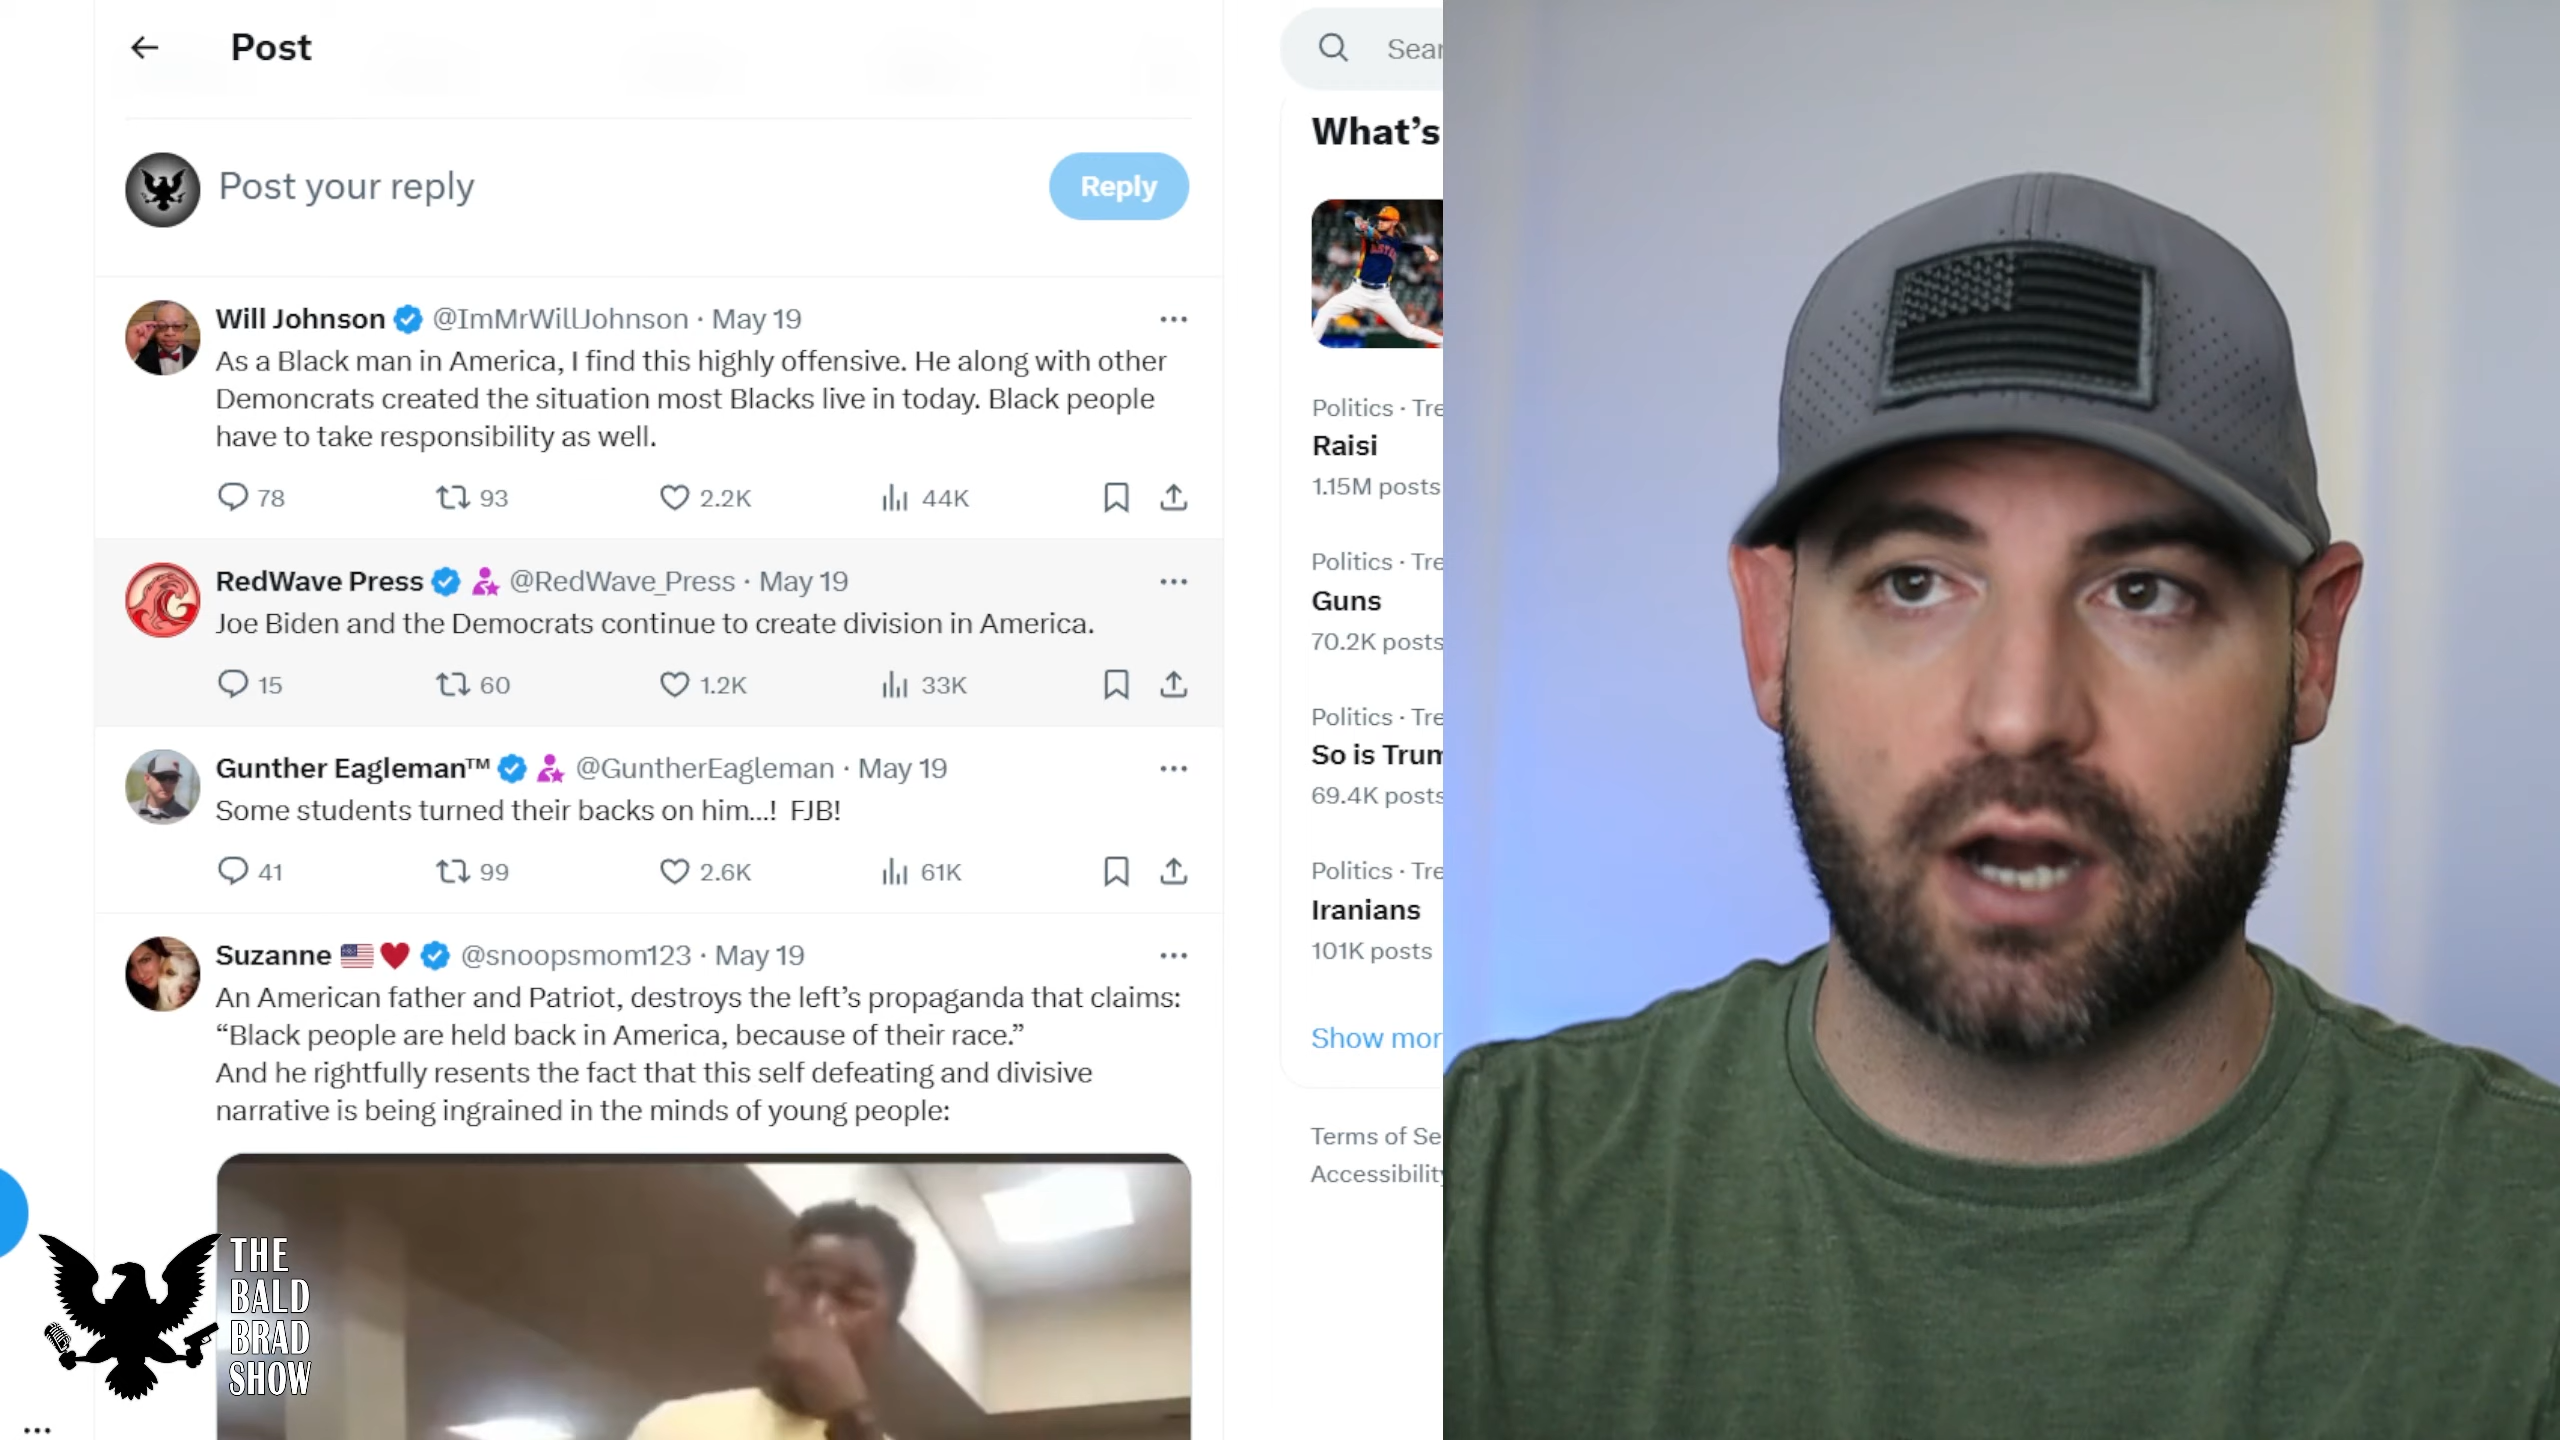 Post
Sear
Post your reply
Reply
Will Johnson @ImMrWillJohnson · May 19
As a Black man in America, I find this highly offensive. He along with other
Demoncrats created the situation most Blacks live in today. Black people
have to take responsibility as well.
78 93 2.2K 44K
RedWave Press @RedWave_Press · May 19
Joe Biden and the Democrats continue to create division in America.
15 60 1.2K 33K
Gunther Eagleman™ @GuntherEagleman · May 19
Some students turned their backs on him...! FJB!
41 99 2.6K 61K
Suzanne @snoopsmom123 · May 19
An American father and Patriot, destroys the left’s propaganda that claims:
“Black people are held back in America, because of their race.”
And he rightfully resents the fact that this self defeating and divisive
narrative is being ingrained in the minds of young people:
What’s
Politics · Tre
Raisi
1.15M posts
Politics · Tre
Guns
70.2K posts
Politics · Tre
So is Trum
69.4K posts
Politics · Tre
Iranians
101K posts
Show mor
Terms of Se
Accessibility
THE
BALD
BRAD
SHOW